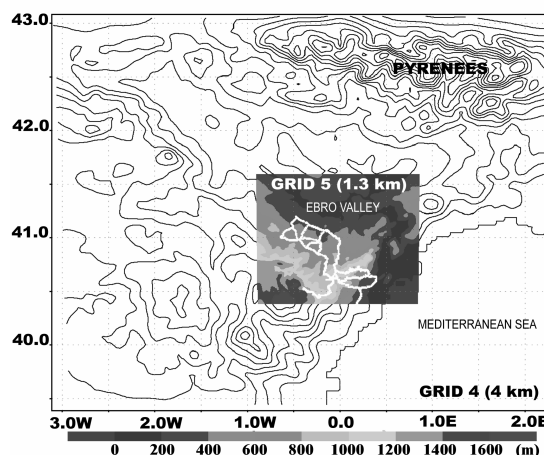 43.0
PYRENEES
42.0
GRID 5 (1.3 km)
EBRO VALLEY
41.0
MEDITERRANEAN SEA
40.0
GRID 4 (4 km)
3.0W 2.0W 1.0W 0.0 1.0E 2.0E
0 200 400 600 800 1000 1200 1400 1600 (m)